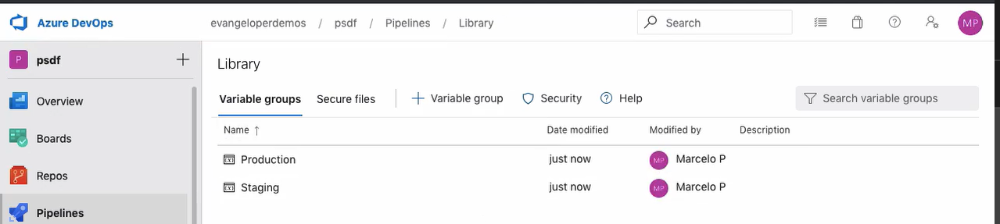 Azure DevOps evangeloperdemos / psdf / Pipelines / Library Search MP
P psdf
Library
Variable groups Secure files + Variable group Security Help Search variable groups
Overview
Name ↑ Date modified Modified by Description
Boards
Production just now MP Marcelo P
Repos
Staging just now MP Marcelo P
Pipelines